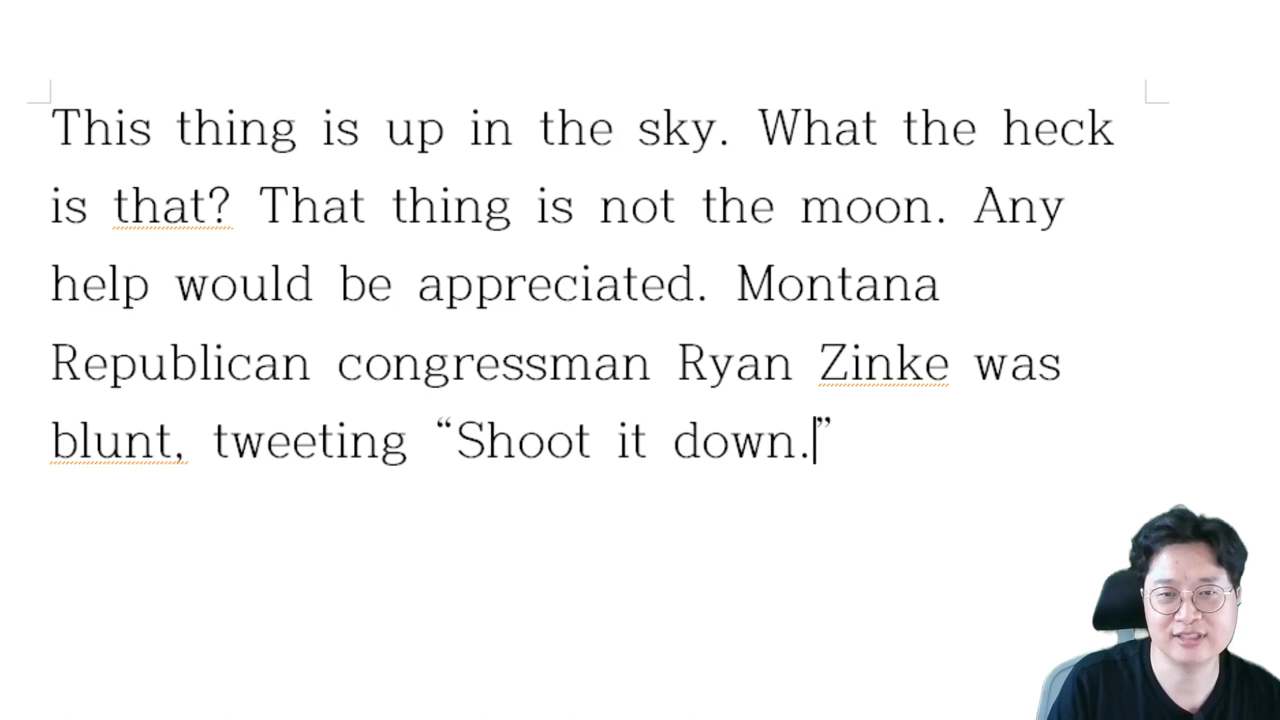 This thing is up in the sky. What the heck
is that? That thing is not the moon. Any
help would be appreciated. Montana
Republican congressman Ryan Zinke was
blunt, tweeting “Shoot it down.”